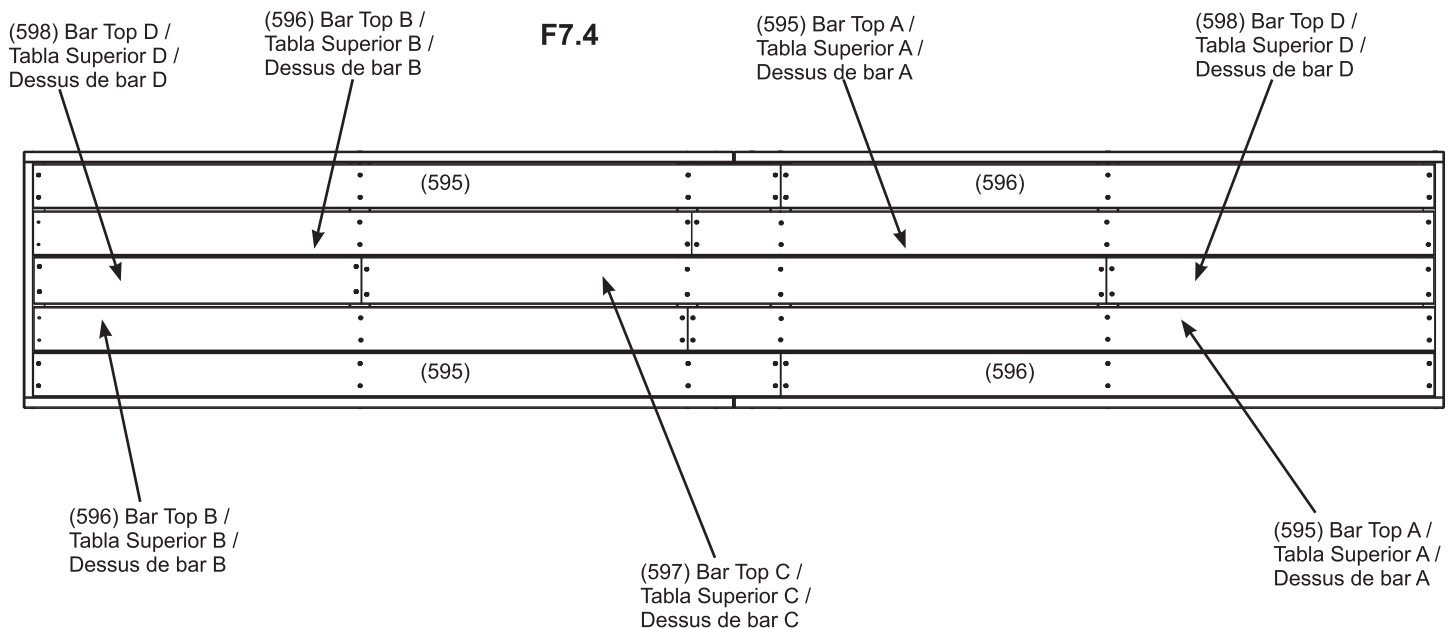 (598) Bar Top D /
Tabla Superior D /
Dessus de bar D
(596) Bar Top B /
Tabla Superior B /
Dessus de bar B
F7.4
(595) Bar Top A /
Tabla Superior A /
Dessus de bar A
(598) Bar Top D /
Tabla Superior D /
Dessus de bar D
(595)
(596)
(595)
(596)
(596) Bar Top B /
Tabla Superior B /
Dessus de bar B
(597) Bar Top C /
Tabla Superior C /
Dessus de bar C
(595) Bar Top A /
Tabla Superior A /
Dessus de bar A